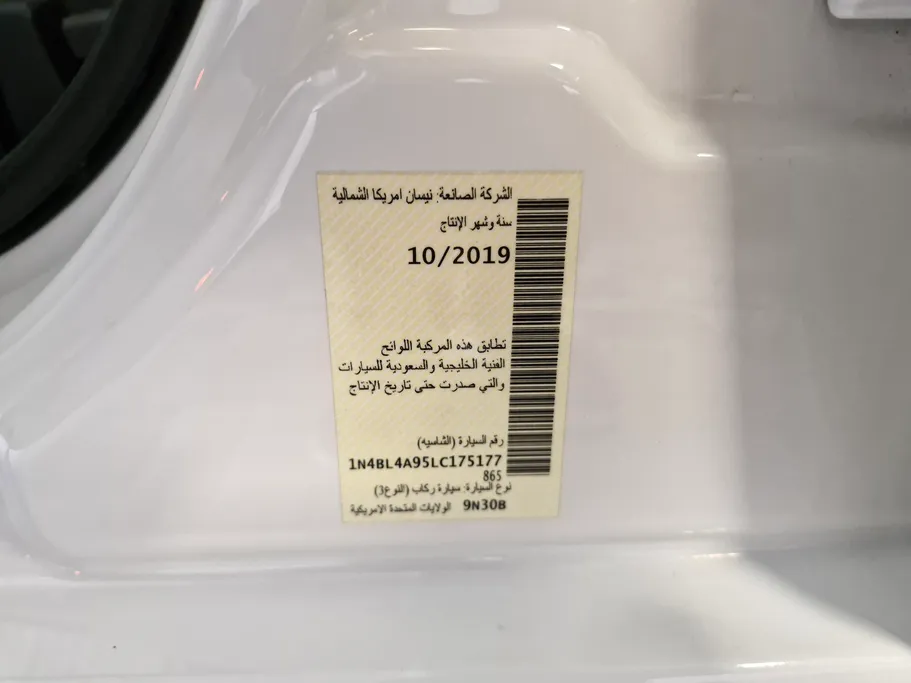 الشركة الصانعة: نيسان امريكا الشمالية
سنة وشهر الإنتاج
10/2019
تطابق هذه المركبة اللوائح
الفنية الخليجية والسعودية للسيارات
والتي صدرت حتى تاريخ الإنتاج
رقم السيارة (الشاسيه)
1N4BL4A95LC175177
865
نوع السيارة: سيارة ركاب (النوع3)
9N30B الولايات المتحدة الامريكية